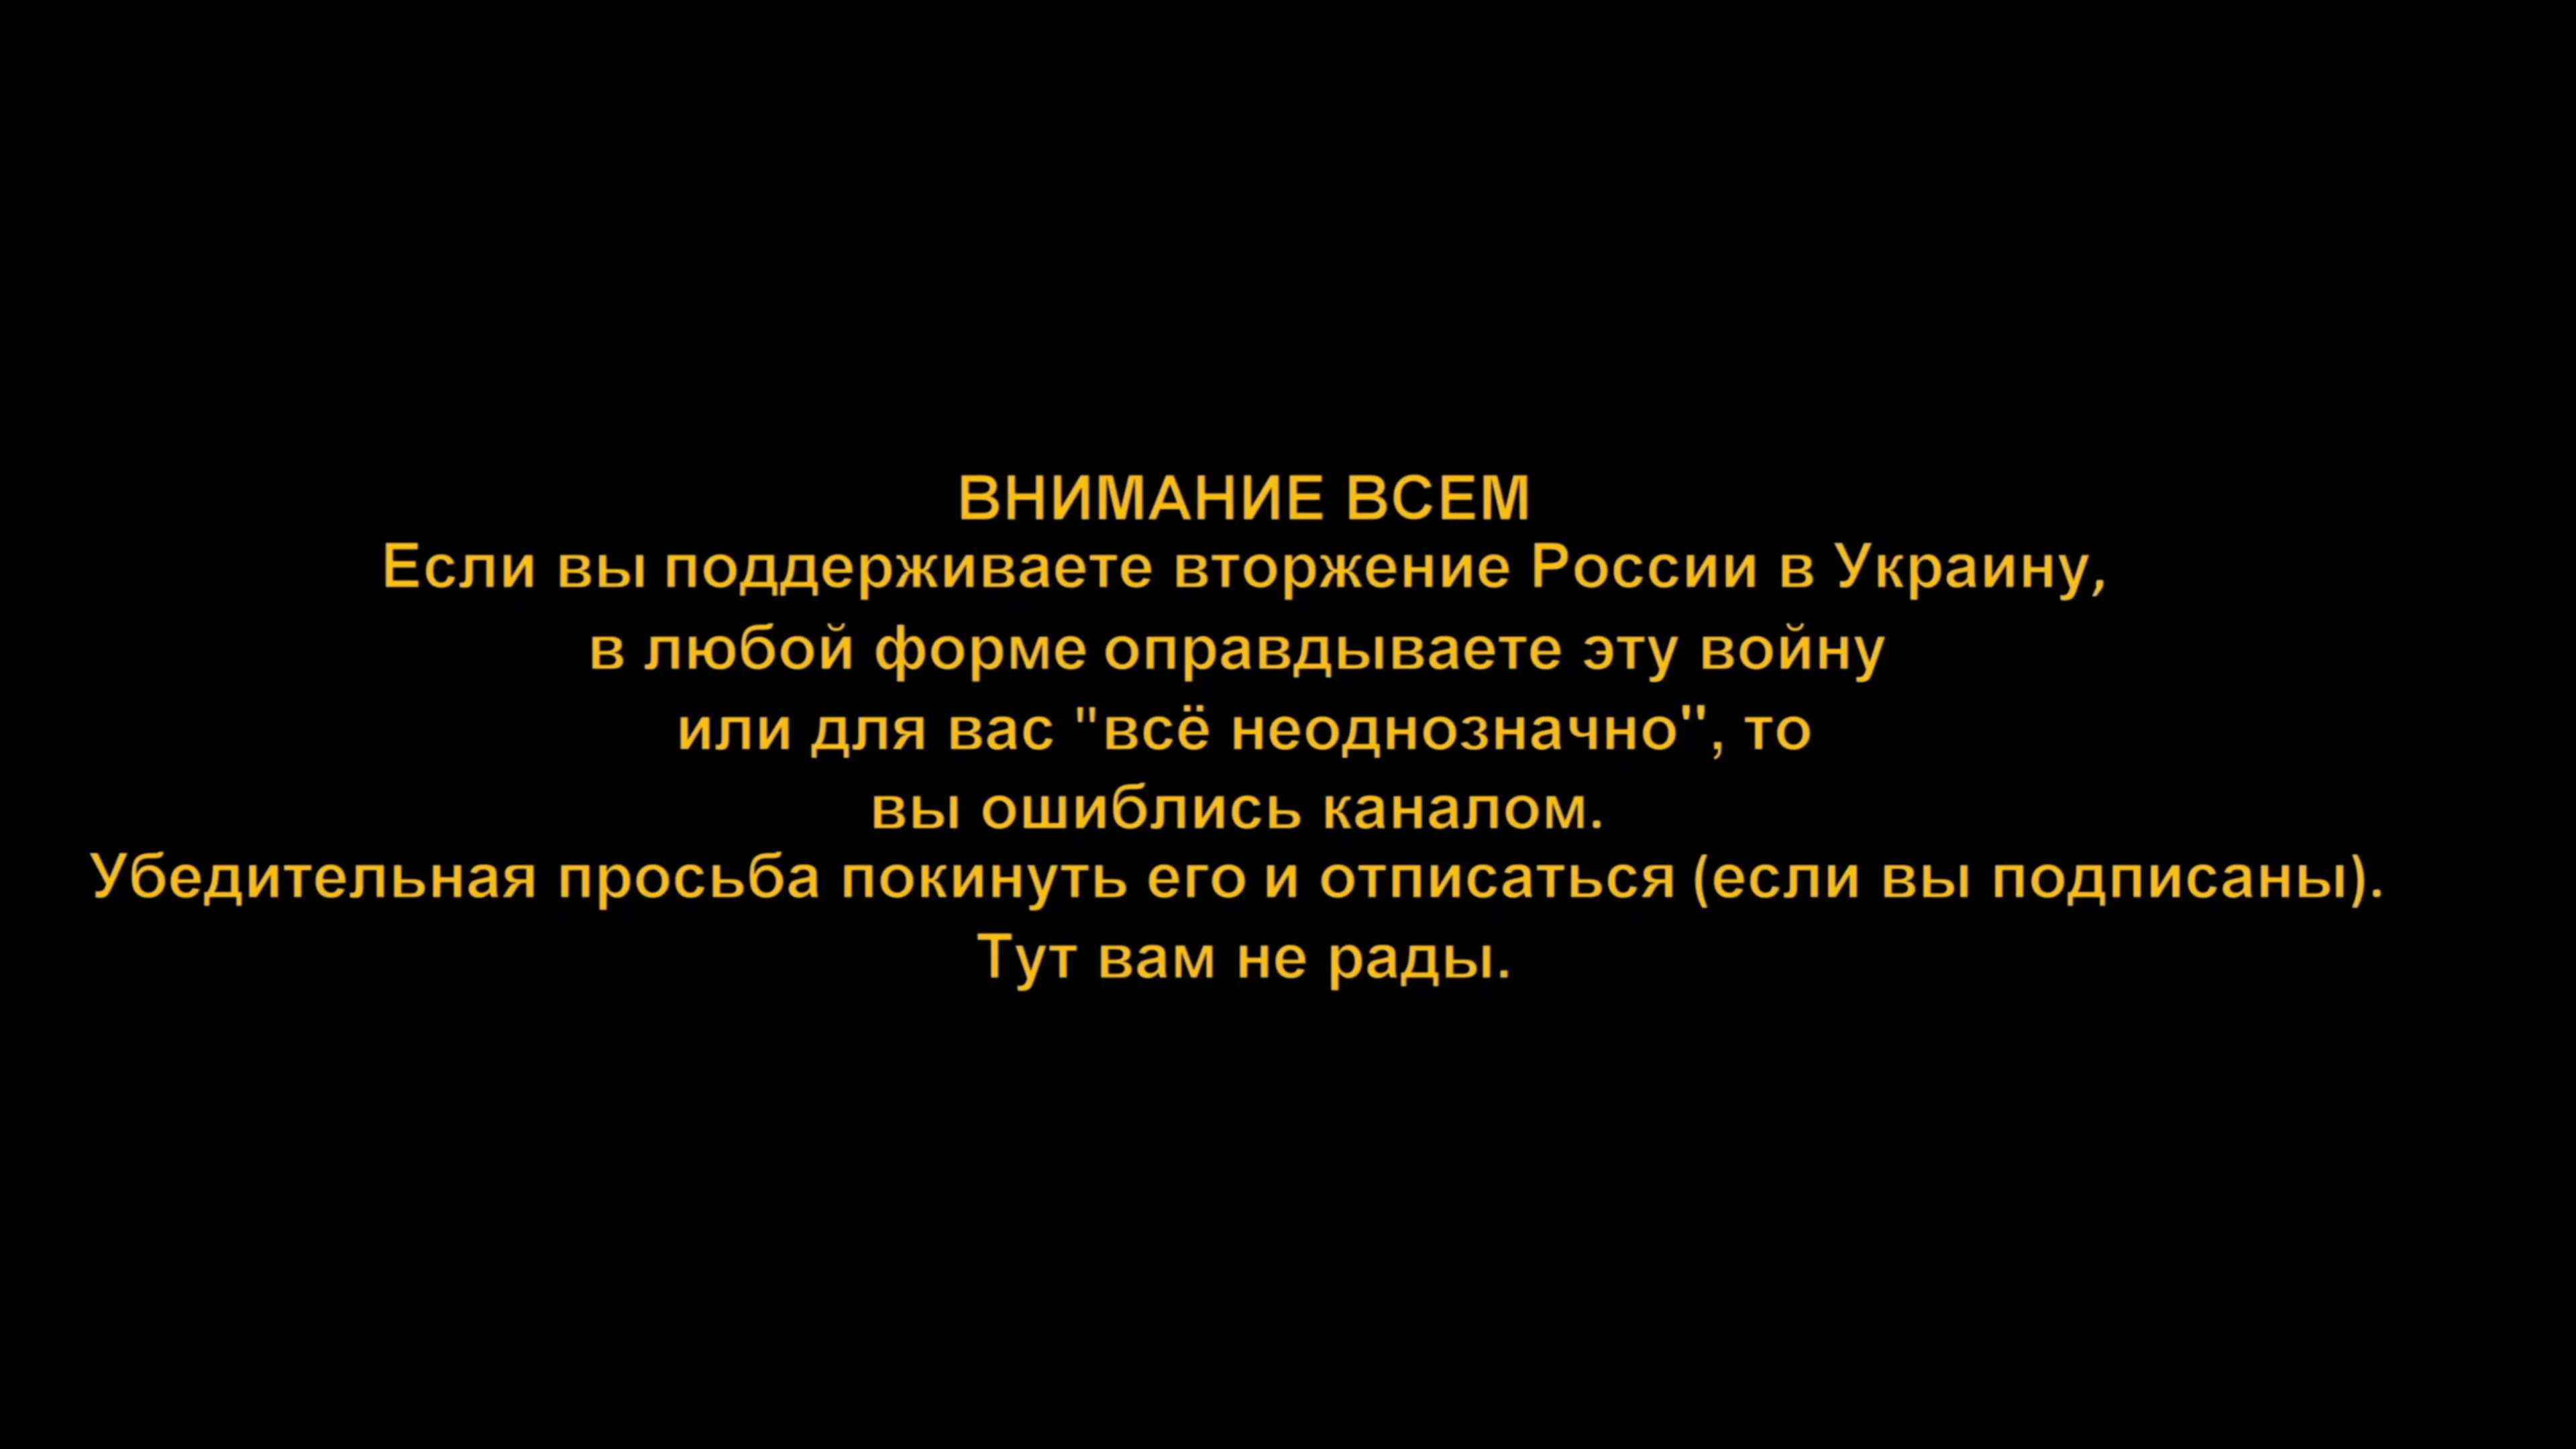 ВНИМАНИЕ ВСЕМ
Если вы поддерживаете вторжение России в Украину,
в любой форме оправдываете эту войну
или для вас "всё неоднозначно", то
вы ошиблись каналом.
Убедительная просьба покинуть его и отписаться (если вы подписаны).
Тут вам не рады.